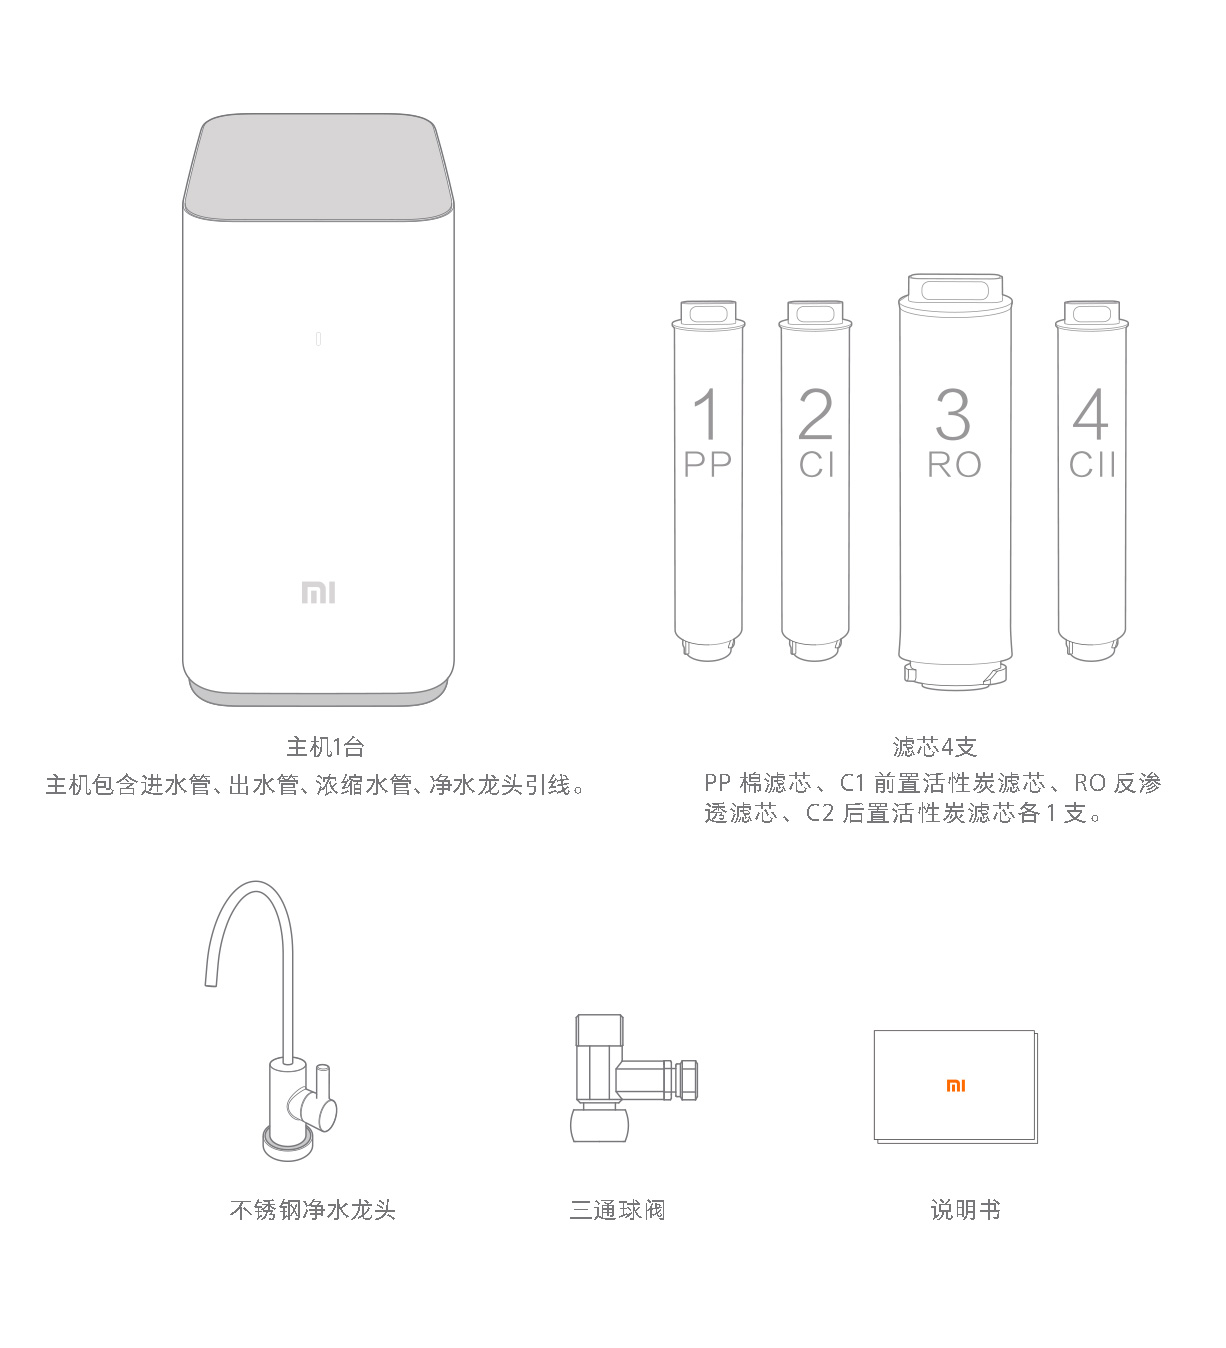 1
PP
2
CI
3
RO
4
CII
mi
主机1台
主机包含进水管、出水管、浓缩水管、净水龙头引线。
滤芯4支
PP 棉滤芯、C1 前置活性炭滤芯、RO 反渗
透滤芯、C2 后置活性炭滤芯各 1 支。
mi
不锈钢净水龙头
三通球阀
说明书